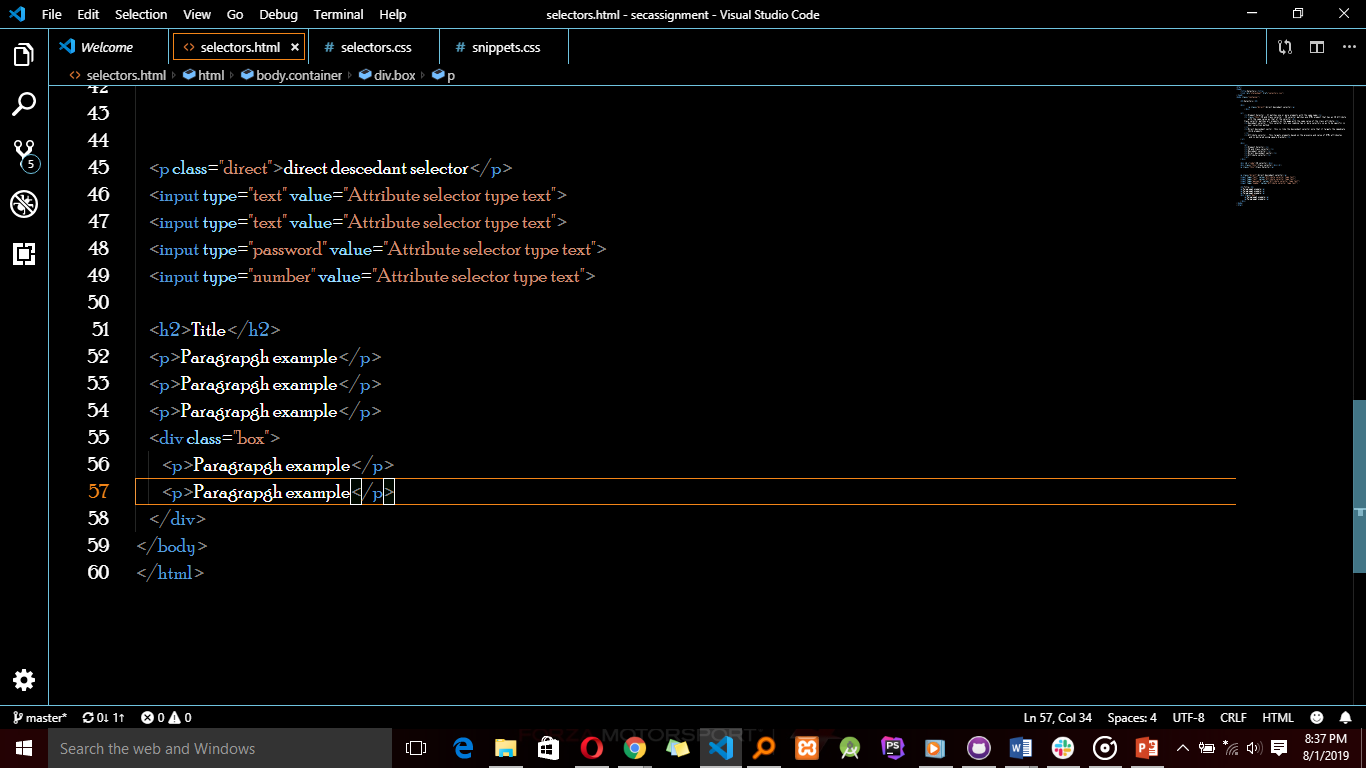 File Edit Selection View Go Debug Terminal Help selectors.html - secassignment - Visual Studio Code
Welcome <> selectors.html × # selectors.css # snippets.css
<> selectors.html › html › body.container › div.box › p
42
43
44
45 <p class="direct">direct descedant selector</p>
46 <input type="text" value="Attribute selector type text">
47 <input type="text" value="Attribute selector type text">
48 <input type="password" value="Attribute selector type text">
49 <input type="number" value="Attribute selector type text">
50
51 <h2>Title</h2>
52 <p>Paragrapgh example</p>
53 <p>Paragrapgh example</p>
54 <p>Paragrapgh example</p>
55 <div class="box">
56 <p>Paragrapgh example</p>
57 <p>Paragrapgh example</p>
58 </div>
59 </body>
60 </html>
5
master* 0↓ 1↑ 0 0 Ln 57, Col 34 Spaces: 4 UTF-8 CRLF HTML
Search the web and Windows
MOTORSPORT
PS
8:37 PM
8/1/2019